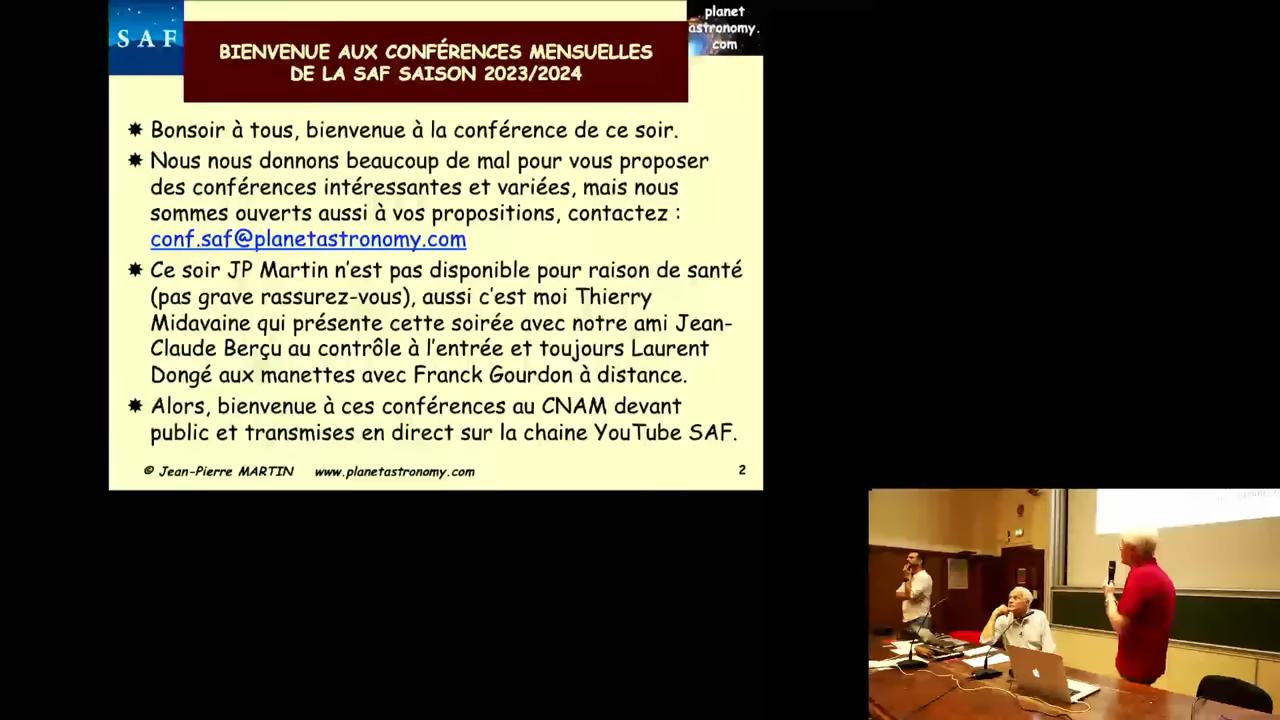 SAF
planet
astronomy.
com
BIENVENUE AUX CONFÉRENCES MENSUELLES
DE LA SAF SAISON 2023/2024
Bonsoir à tous, bienvenue à la conférence de ce soir.
Nous nous donnons beaucoup de mal pour vous proposer
des conférences intéressantes et variées, mais nous
sommes ouverts aussi à vos propositions, contactez :
conf.saf@planetastronomy.com
Ce soir JP Martin n’est pas disponible pour raison de santé
(pas grave rassurez-vous), aussi c’est moi Thierry
Midavaine qui présente cette soirée avec notre ami Jean-
Claude Berçu au contrôle à l’entrée et toujours Laurent
Dongé aux manettes avec Franck Gourdon à distance.
Alors, bienvenue à ces conférences au CNAM devant
public et transmises en direct sur la chaine YouTube SAF.
© Jean-Pierre MARTIN www.planetastronomy.com 2